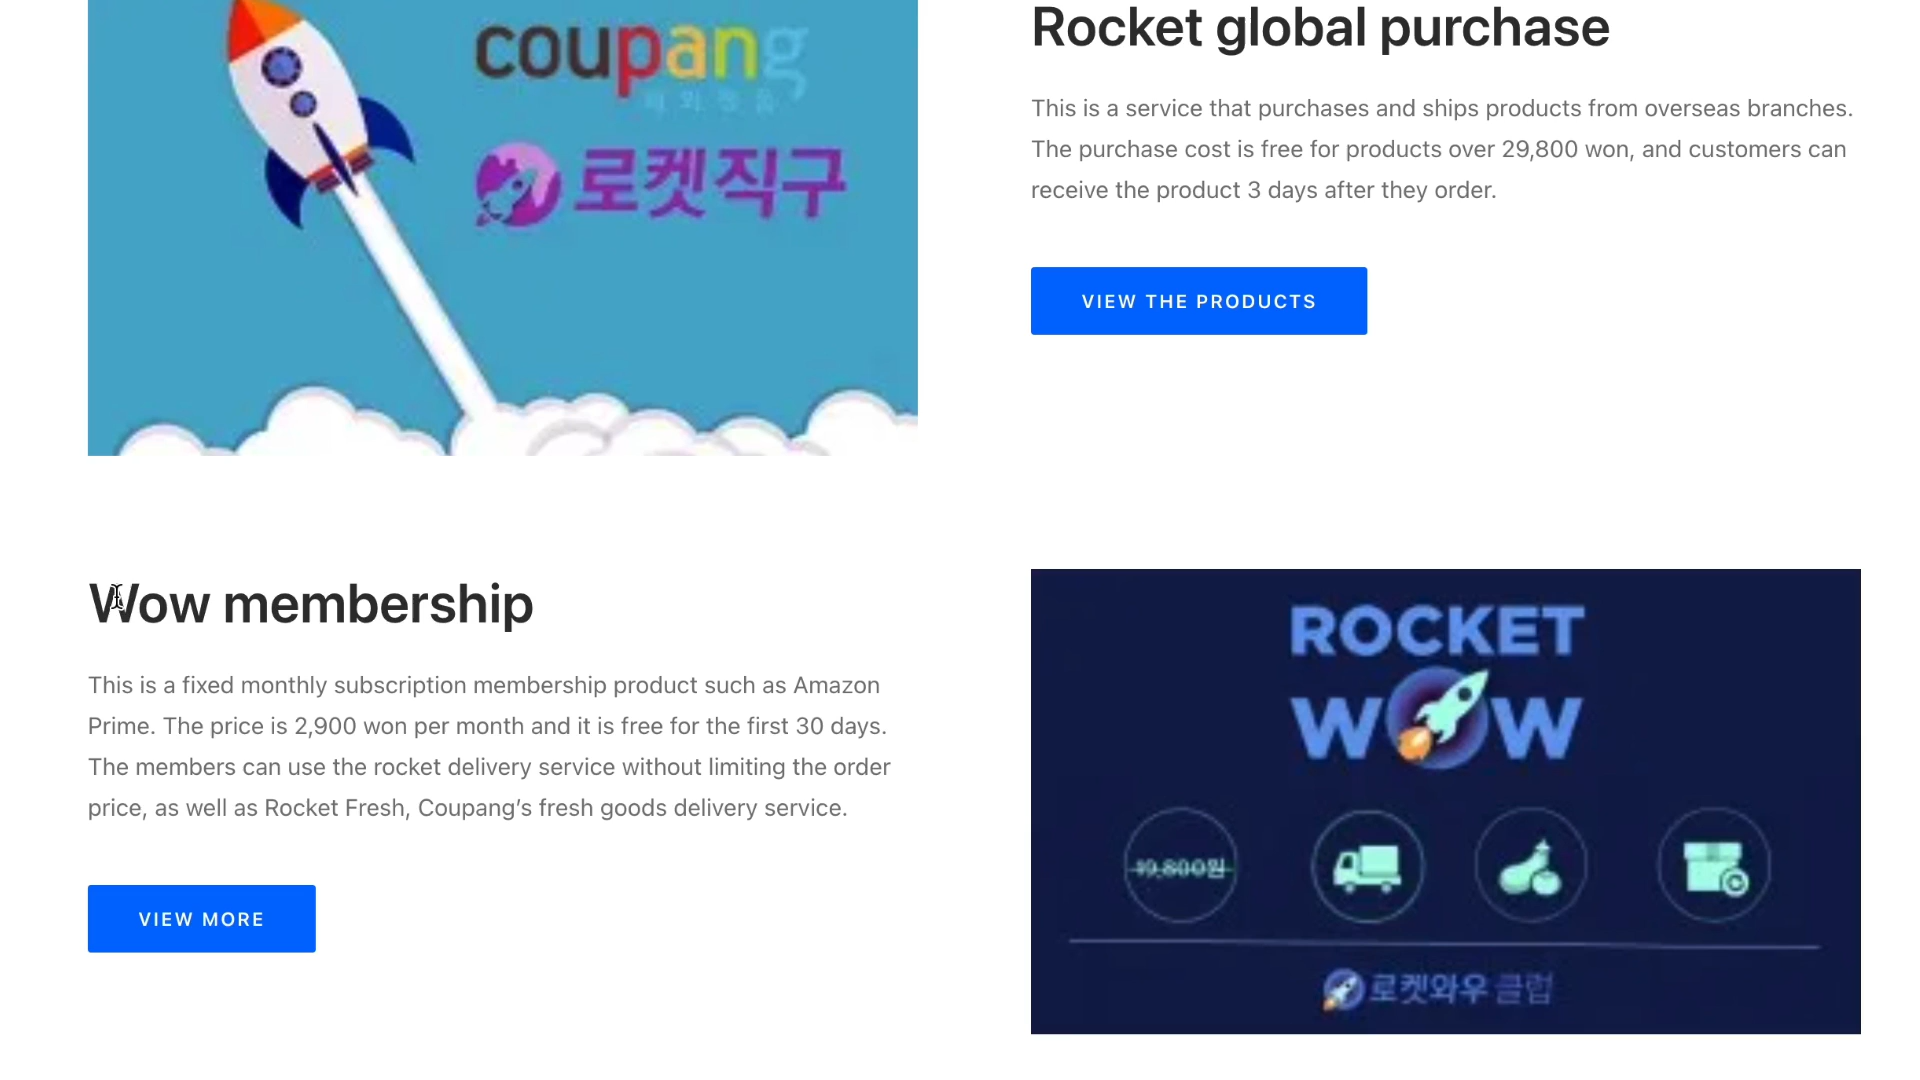 coupang
로켓직구
Rocket global purchase
This is a service that purchases and ships products from overseas branches.
The purchase cost is free for products over 29,800 won, and customers can
receive the product 3 days after they order.
VIEW THE PRODUCTS
Wow membership
This is a fixed monthly subscription membership product such as Amazon
Prime. The price is 2,900 won per month and it is free for the first 30 days.
The members can use the rocket delivery service without limiting the order
price, as well as Rocket Fresh, Coupang’s fresh goods delivery service.
VIEW MORE
ROCKET
WOW
19,800원
로켓와우 클럽